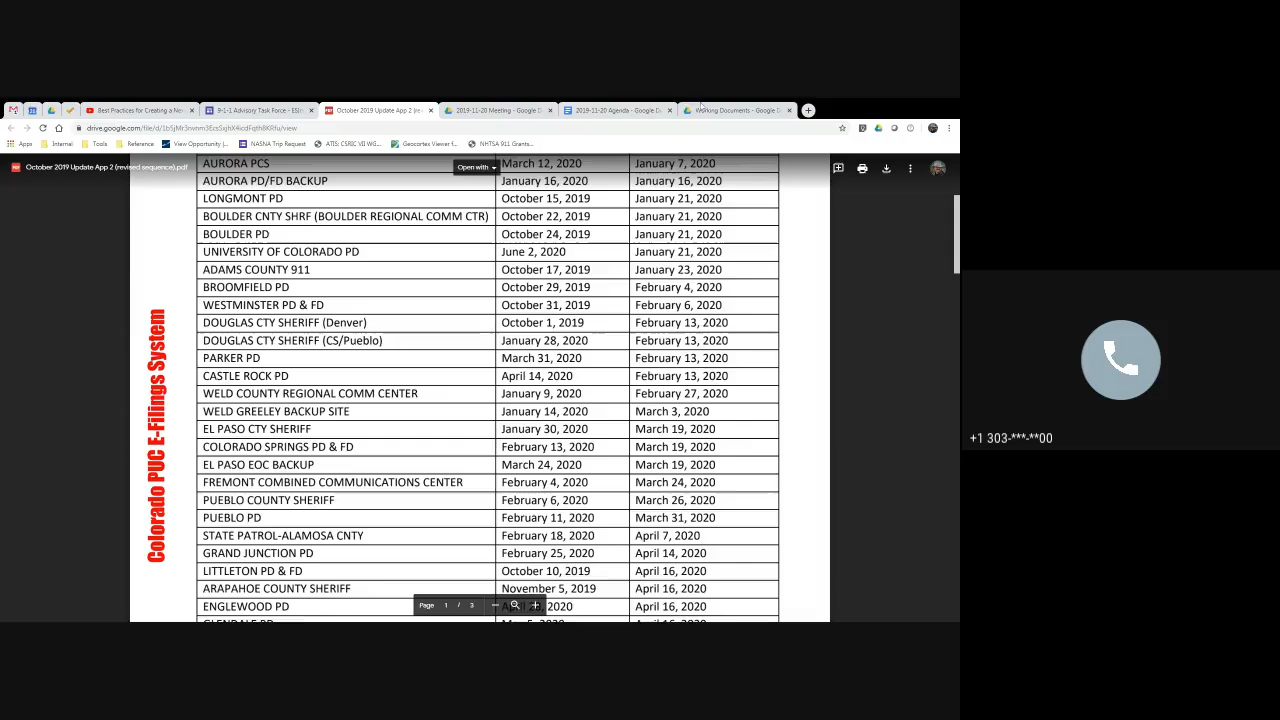 Best Practices for Creating a Ne
9-1-1 Advisory Task Force - ESIn
October 2019 Update App 2 (re
2019-11-20 Meeting - Google D
2019-11-20 Agenda - Google D
Working Documents - Google D
drive.google.com/file/d/1b5jMr3nvnm3EcsSxjhX4icdFqthBKRfu/view
Apps
Internal
Tools
Reference
View Opportunity (
NASNA Trip Request
ATIS: CSRIC VII WG...
Geocortex Viewer f...
NHTSA 911 Grants...
October 2019 Update App 2 (revised sequence).pdf
Open with
AURORA PCS March 12, 2020 January 7, 2020
AURORA PD/FD BACKUP January 16, 2020 January 16, 2020
LONGMONT PD October 15, 2019 January 21, 2020
BOULDER CNTY SHRF (BOULDER REGIONAL COMM CTR) October 22, 2019 January 21, 2020
BOULDER PD October 24, 2019 January 21, 2020
UNIVERSITY OF COLORADO PD June 2, 2020 January 21, 2020
ADAMS COUNTY 911 October 17, 2019 January 23, 2020
BROOMFIELD PD October 29, 2019 February 4, 2020
WESTMINSTER PD & FD October 31, 2019 February 6, 2020
DOUGLAS CTY SHERIFF (Denver) October 1, 2019 February 13, 2020
DOUGLAS CTY SHERIFF (CS/Pueblo) January 28, 2020 February 13, 2020
PARKER PD March 31, 2020 February 13, 2020
CASTLE ROCK PD April 14, 2020 February 13, 2020
WELD COUNTY REGIONAL COMM CENTER January 9, 2020 February 27, 2020
WELD GREELEY BACKUP SITE January 14, 2020 March 3, 2020
EL PASO CTY SHERIFF January 30, 2020 March 19, 2020
COLORADO SPRINGS PD & FD February 13, 2020 March 19, 2020
EL PASO EOC BACKUP March 24, 2020 March 19, 2020
FREMONT COMBINED COMMUNICATIONS CENTER February 4, 2020 March 24, 2020
PUEBLO COUNTY SHERIFF February 6, 2020 March 26, 2020
PUEBLO PD February 11, 2020 March 31, 2020
STATE PATROL-ALAMOSA CNTY February 18, 2020 April 7, 2020
GRAND JUNCTION PD February 25, 2020 April 14, 2020
LITTLETON PD & FD October 10, 2019 April 16, 2020
ARAPAHOE COUNTY SHERIFF November 5, 2019 April 16, 2020
ENGLEWOOD PD 2020 April 16, 2020
Page 1 / 3
Colorado PUC E-Filings System
+1 303-***-**00